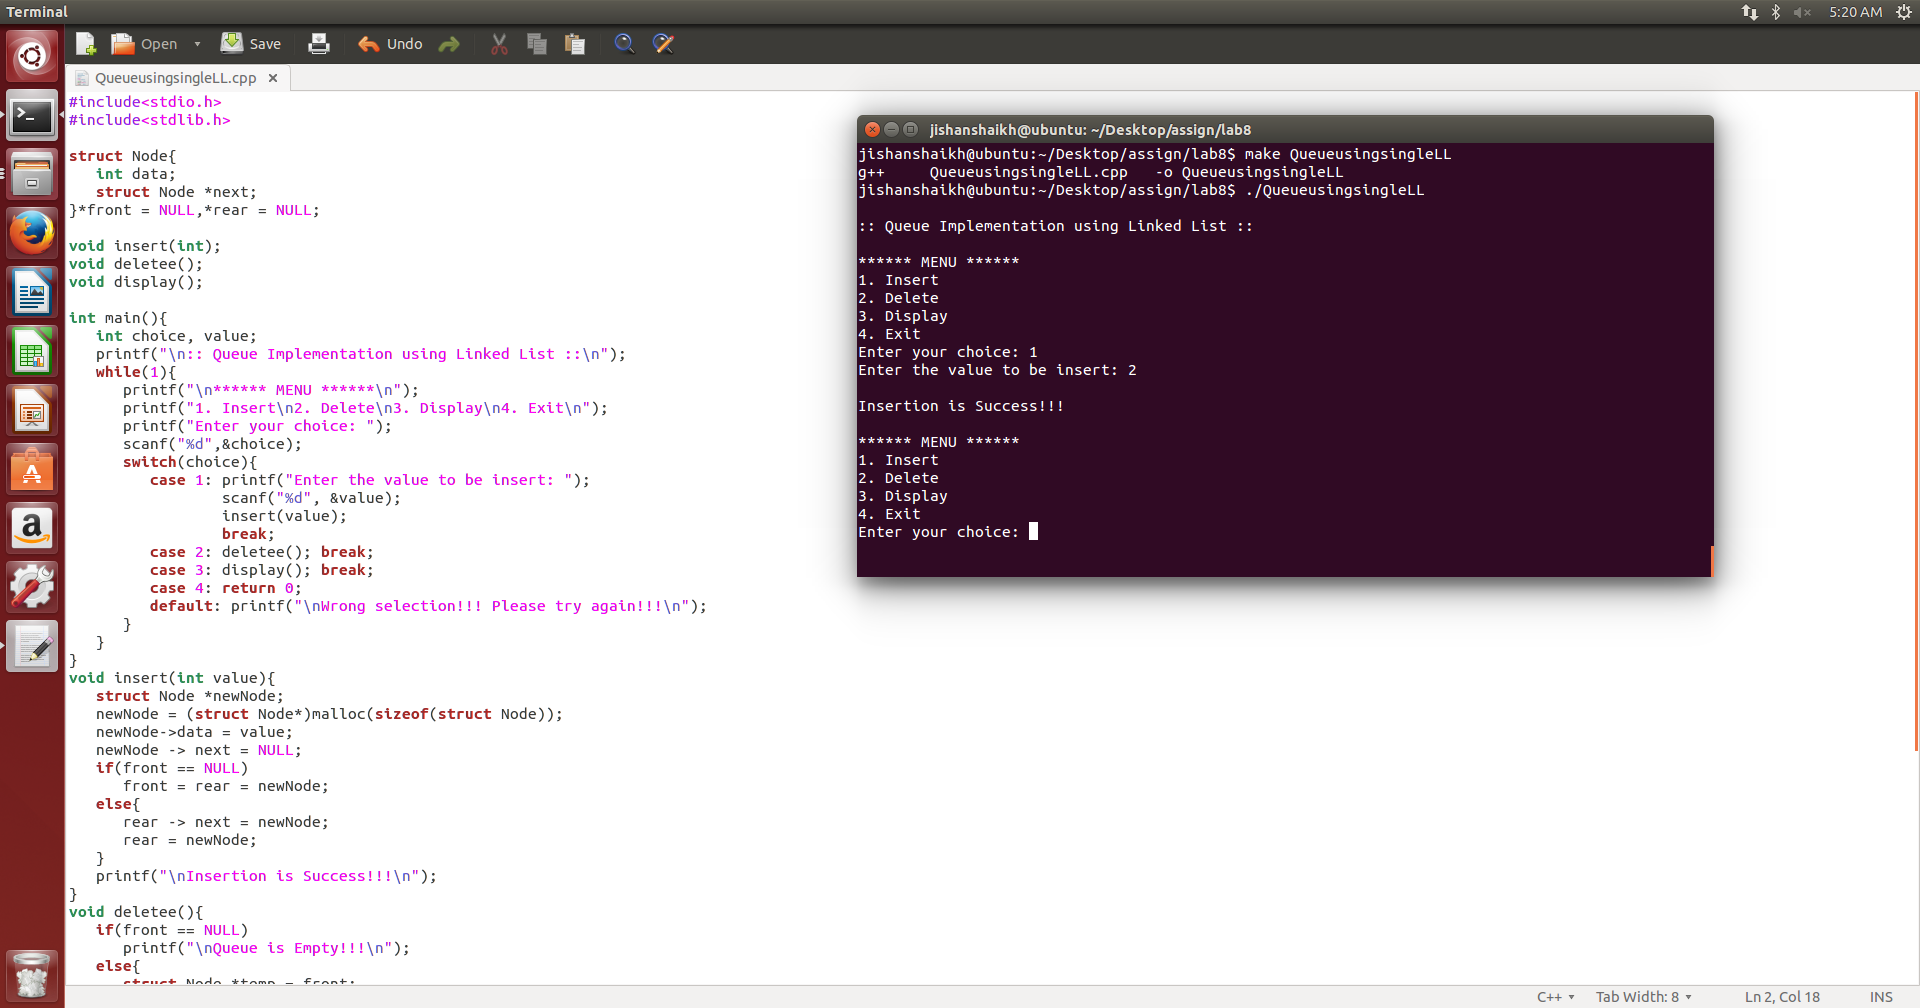 Terminal
5:20 AM
Open
Save
Undo
QueueusingsingleLL.cpp
#include<stdio.h>
#include<stdlib.h>
struct Node{
   int data;
   struct Node *next;
}*front = NULL,*rear = NULL;
void insert(int);
void deletee();
void display();
int main(){
   int choice, value;
   printf("\n:: Queue Implementation using Linked List ::\n");
   while(1){
      printf("\n****** MENU ******\n");
      printf("1. Insert\n2. Delete\n3. Display\n4. Exit\n");
      printf("Enter your choice: ");
      scanf("%d",&choice);
      switch(choice){
         case 1: printf("Enter the value to be insert: ");
                 scanf("%d", &value);
                 insert(value);
                 break;
         case 2: deletee(); break;
         case 3: display(); break;
         case 4: return 0;
         default: printf("\nWrong selection!!! Please try again!!!\n");
      }
   }
}
void insert(int value){
   struct Node *newNode;
   newNode = (struct Node*)malloc(sizeof(struct Node));
   newNode->data = value;
   newNode -> next = NULL;
   if(front == NULL)
      front = rear = newNode;
   else{
      rear -> next = newNode;
      rear = newNode;
   }
   printf("\nInsertion is Success!!!\n");
}
void deletee(){
   if(front == NULL)
      printf("\nQueue is Empty!!!\n");
   else{
      struct Node *temp = front;
jishanshaikh@ubuntu: ~/Desktop/assign/lab8
jishanshaikh@ubuntu:~/Desktop/assign/lab8$ make QueueusingsingleLL
g++     QueueusingsingleLL.cpp   -o QueueusingsingleLL
jishanshaikh@ubuntu:~/Desktop/assign/lab8$ ./QueueusingsingleLL
:: Queue Implementation using Linked List ::
****** MENU ******
1. Insert
2. Delete
3. Display
4. Exit
Enter your choice: 1
Enter the value to be insert: 2
Insertion is Success!!!
****** MENU ******
1. Insert
2. Delete
3. Display
4. Exit
Enter your choice:
C++
Tab Width: 8
Ln 2, Col 18
INS